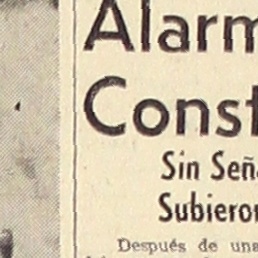 Alarm
Const
Sin Seña
Subieron
Después de una